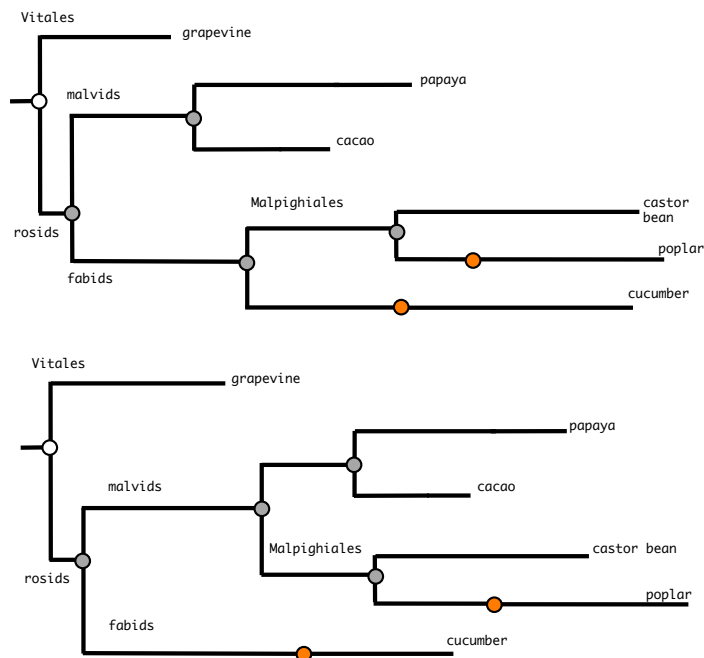 Vitales
grapevine
papaya
malvids
cacao
Malpighiales
castor
bean
rosids
poplar
fabids
cucumber
Vitales
grapevine
papaya
malvids
cacao
Malpighiales
castor bean
rosids
poplar
fabids
cucumber